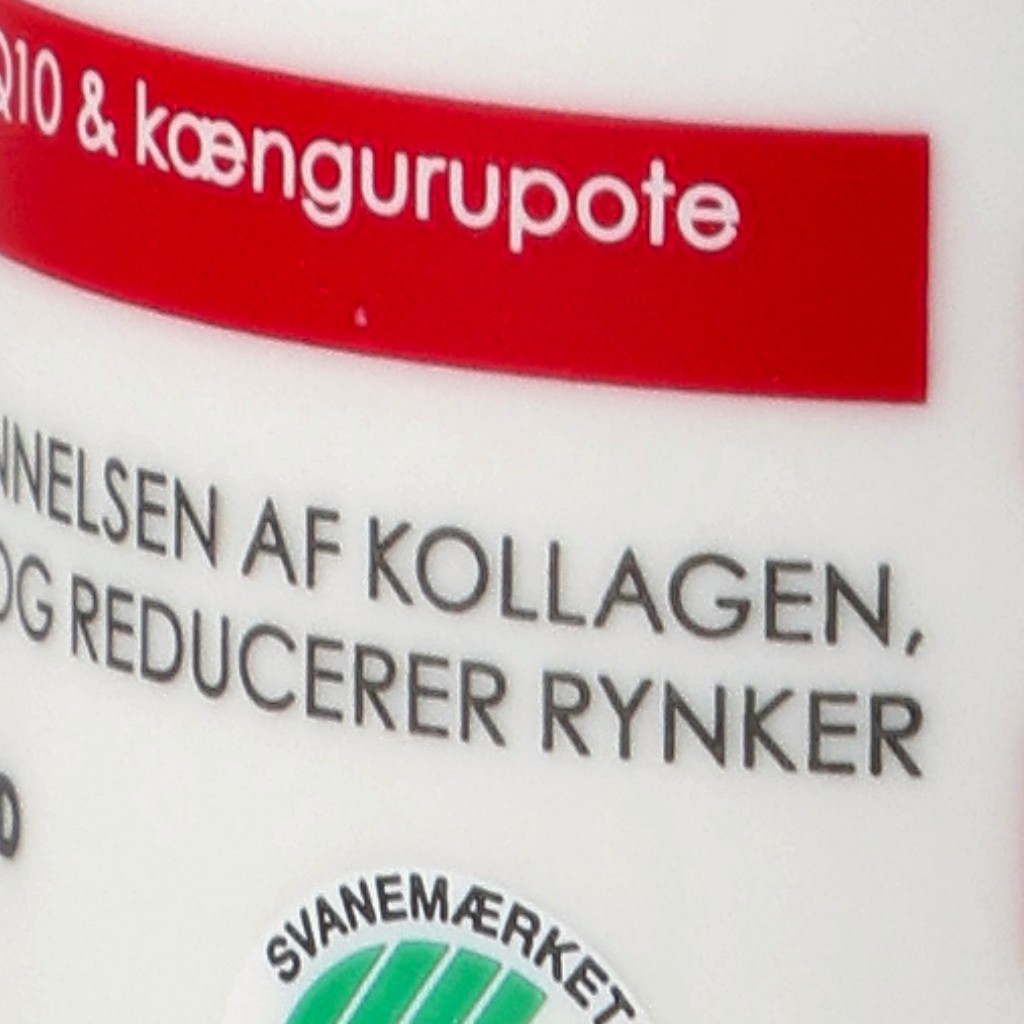 Q10 & kængurupote
NNELSEN AF KOLLAGEN,
OG REDUCERER RYNKER
SVANEMÆRKET